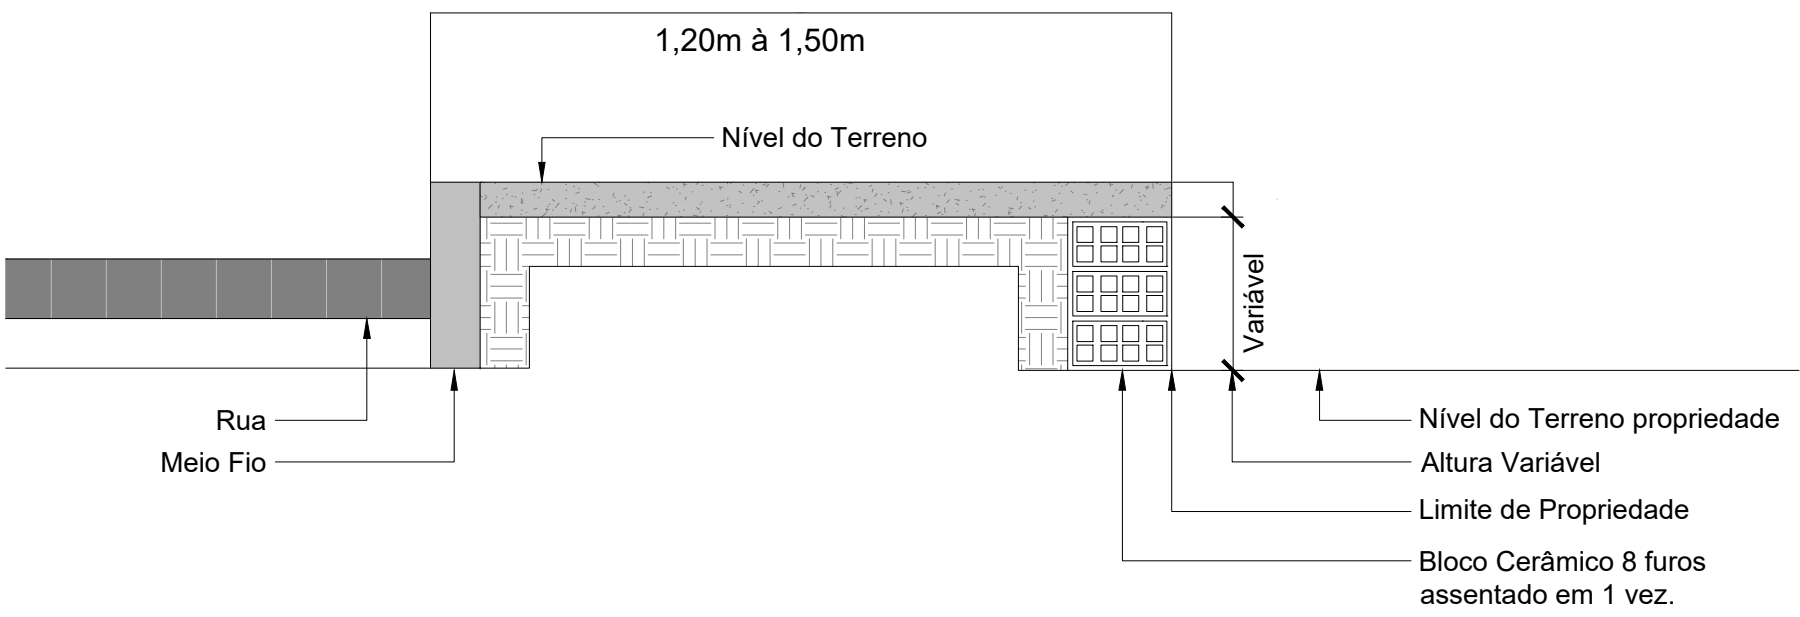 1,20m à 1,50m
Nível do Terreno
Variável
Rua
Meio Fio
Nível do Terreno propriedade
Altura Variável
Limite de Propriedade
Bloco Cerâmico 8 furos
assentado em 1 vez.